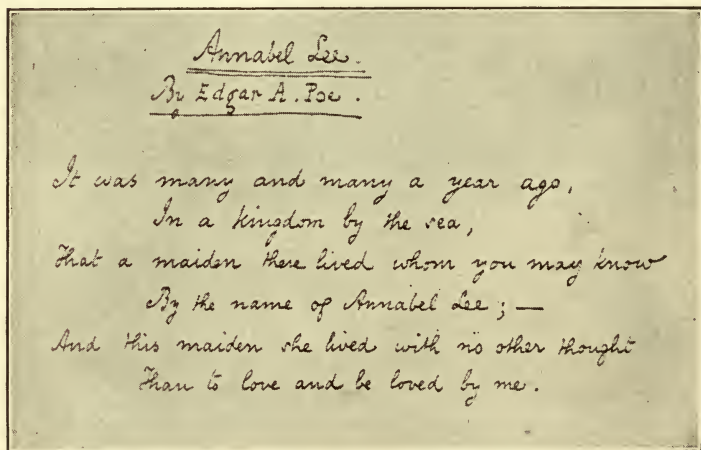 Annabel Lee.
By Edgar A. Poe.
It was many and many a year ago,
In a kingdom by the sea,
That a maiden there lived whom you may know
By the name of Annabel Lee; —
And this maiden she lived with no other thought
Than to love and be loved by me.